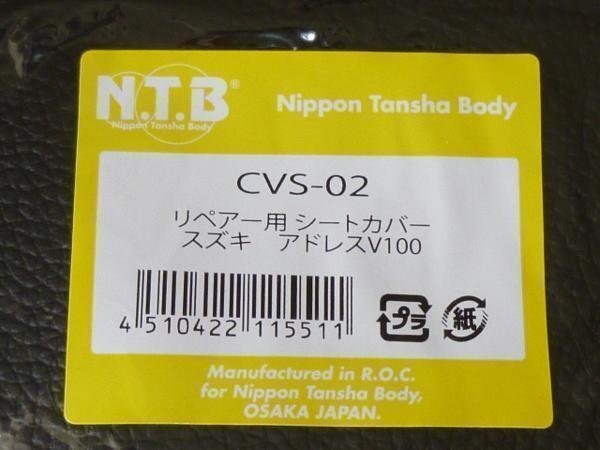 N.T.B®
Nippon Tansha Body
Nippon Tansha Body
CVS-02
リペアー用 シートカバー
スズキ　アドレスV100
4 510422 115511
プラ
紙
Manufactured in R.O.C.
for Nippon Tansha Body,
OSAKA JAPAN.